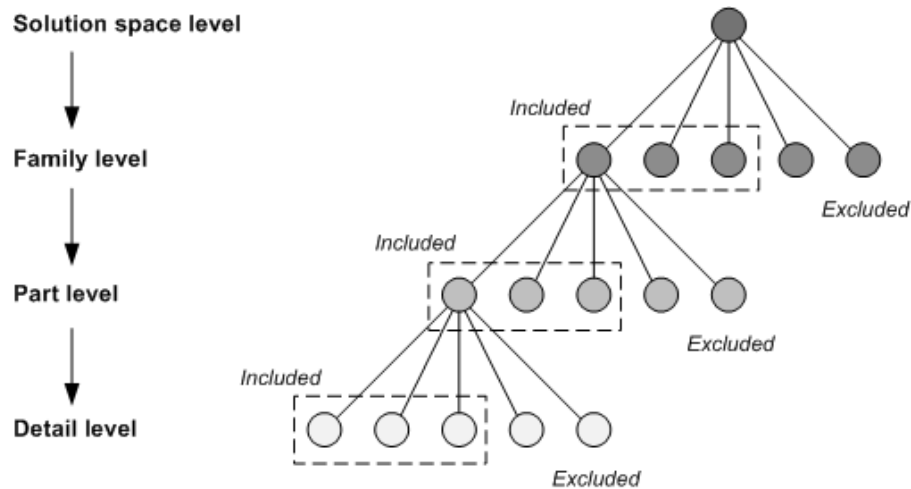 Solution space level
Included
Family level
Excluded
Included
Part level
Excluded
Included
Detail level
Excluded